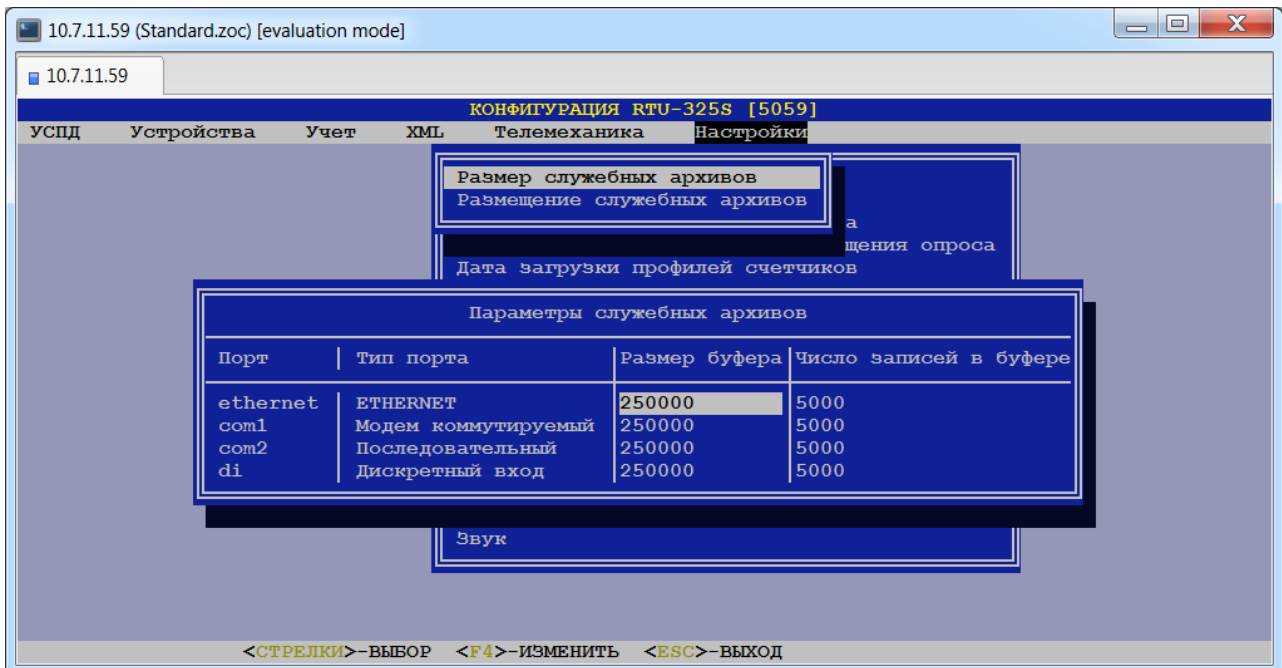 10.7.11.59 (Standard.zoc) [evaluation mode]
10.7.11.59
КОНФИГУРАЦИЯ RTU-325S [5059]
УСПД Устройства Учет XML Телемеханика Настройки
Размер служебных архивов
Размещение служебных архивов
а
щения опроса
Дата загрузки профилей счетчиков
Параметры служебных архивов
Порт Тип порта Размер буфера Число записей в буфере
ethernet ETHERNET 250000 5000
com1 Модем коммутируемый 250000 5000
com2 Последовательный 250000 5000
di Дискретный вход 250000 5000
Звук
<СТРЕЛКИ>-ВЫБОР <F4>-ИЗМЕНИТЬ <ESC>-ВЫХОД